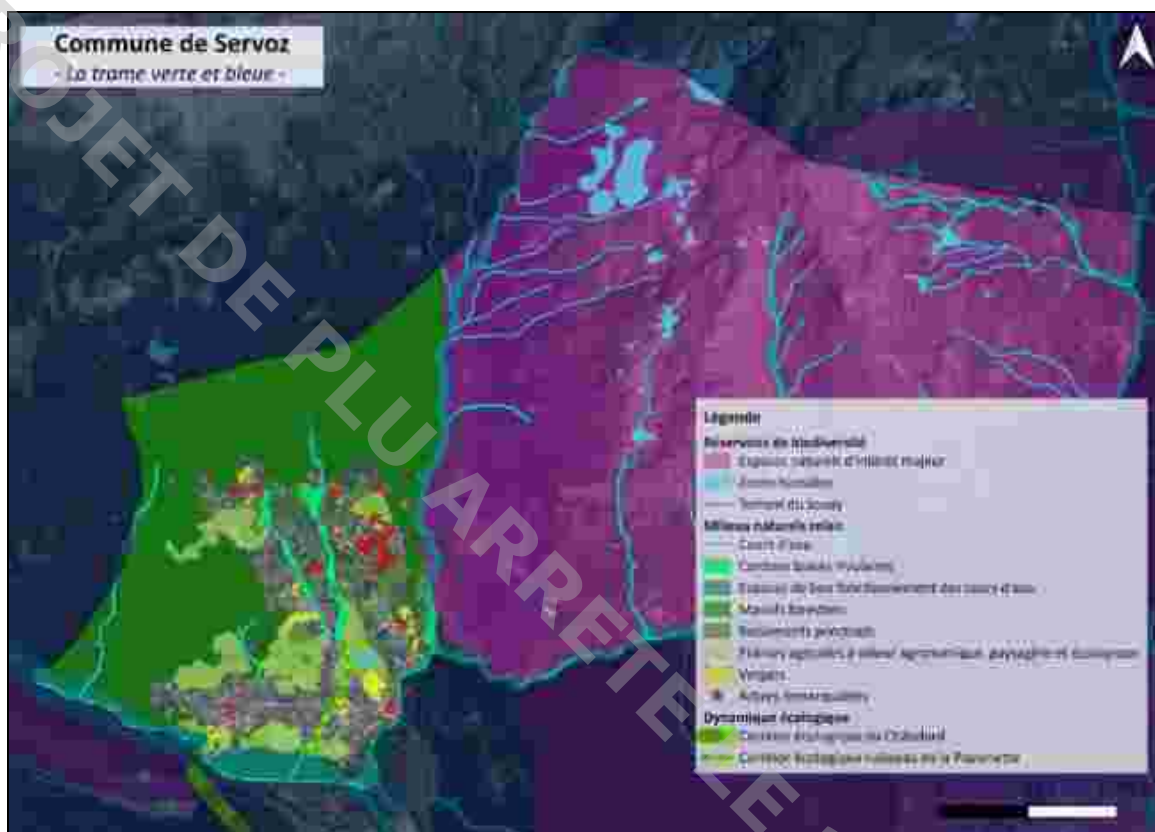 Commune de Servoz
- La trame verte et bleue -
PROJET DE PLU ARRETE LE
Légende
Réservoirs de biodiversité
Espaces naturels d'intérêt majeur
Zones humides
Torrent du Souay
Milieux naturels relais
Cours d'eau
Cordons boisés rivulaires
Espaces de bon fonctionnement des cours d'eau
Massifs forestiers
Boisements ponctuels
Prairies agricoles à valeur agronomique, paysagère et écologique
Vergers
Arbres remarquables
Dynamique écologique
Corridor écologique du Châtelard
Corridor écologique ruisseau de la